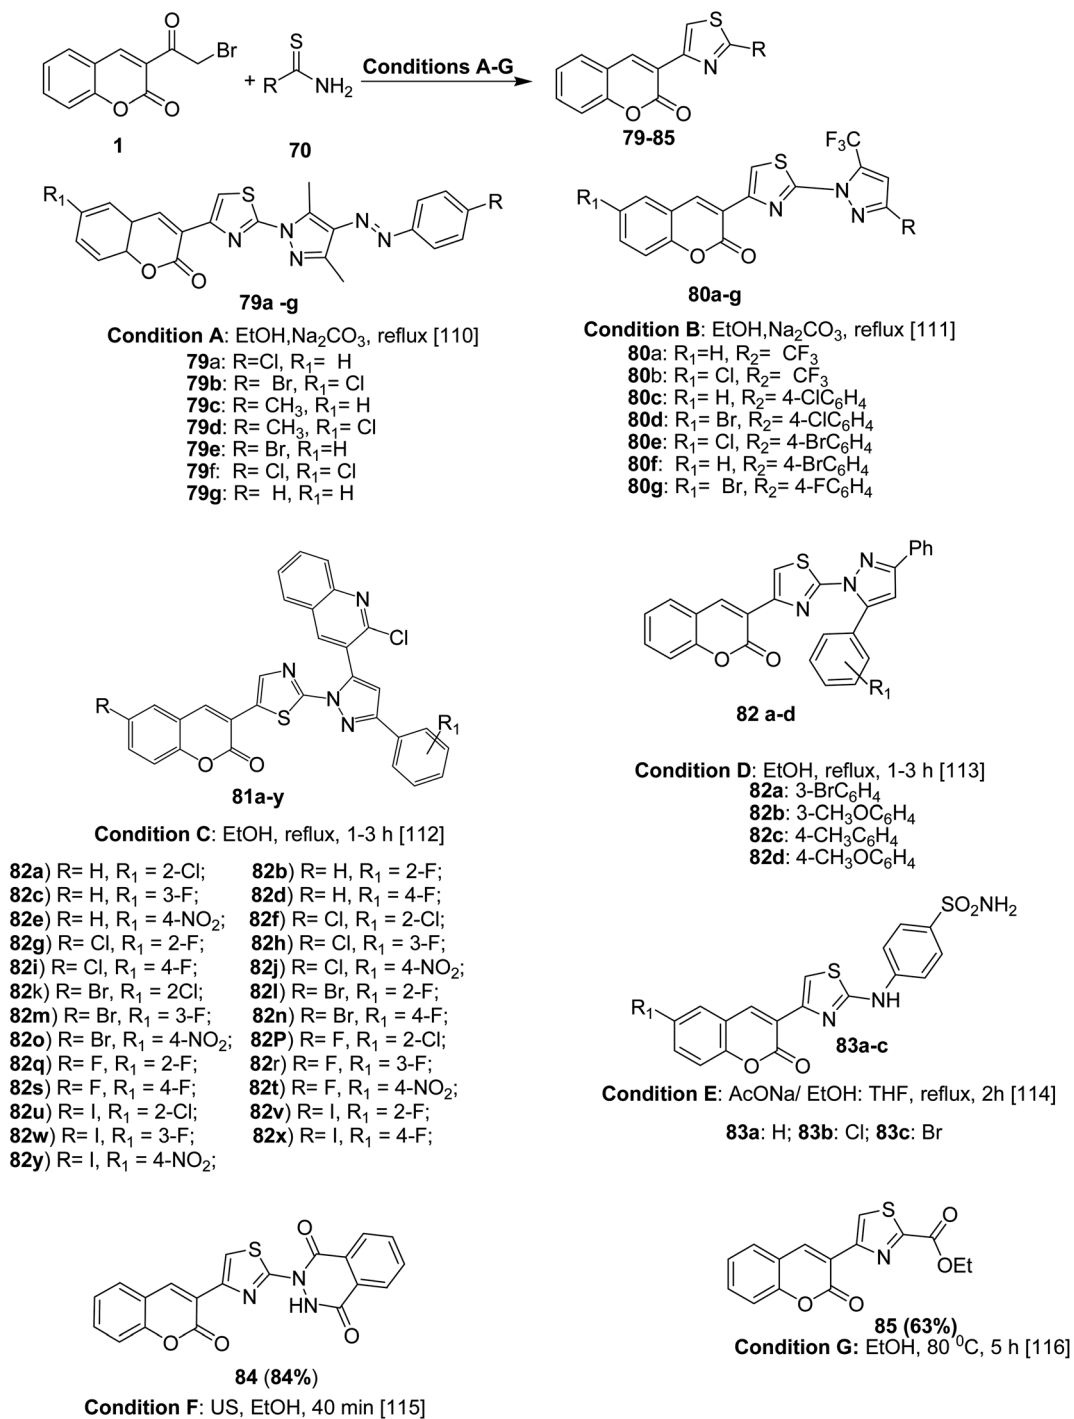 O
Br
S
+
R
NH₂
Conditions A-G
O
O
1
70
S
N
R
O
O
79-85
R₁
S
N
N
N
N
N
R
O
O
79a -g
Condition A: EtOH,Na₂CO₃, reflux [110]
79a: R=Cl, R₁= H
79b: R= Br, R₁= Cl
79c: R= CH₃, R₁= H
79d: R= CH₃, R₁= Cl
79e: R= Br, R₁=H
79f: R= Cl, R₁= Cl
79g: R= H, R₁= H
F₃C
R₁
S
N
N
N
R
O
O
80a-g
Condition B: EtOH,Na₂CO₃, reflux [111]
80a: R₁=H, R₂= CF₃
80b: R₁= Cl, R₂= CF₃
80c: R₁= H, R₂= 4-ClC₆H₄
80d: R₁= Br, R₂= 4-ClC₆H₄
80e: R₁= Cl, R₂= 4-BrC₆H₄
80f: R₁= H, R₂= 4-BrC₆H₄
80g: R₁= Br, R₂= 4-FC₆H₄
N
Cl
N
S
N
N
R
R₁
O
O
81a-y
Condition C: EtOH, reflux, 1-3 h [112]
82a) R= H, R₁ = 2-Cl; 82b) R= H, R₁ = 2-F;
82c) R= H, R₁ = 3-F; 82d) R= H, R₁ = 4-F;
82e) R= H, R₁ = 4-NO₂; 82f) R= Cl, R₁ = 2-Cl;
82g) R= Cl, R₁ = 2-F; 82h) R= Cl, R₁ = 3-F;
82i) R= Cl, R₁ = 4-F; 82j) R= Cl, R₁ = 4-NO₂;
82k) R= Br, R₁ = 2Cl; 82l) R= Br, R₁ = 2-F;
82m) R= Br, R₁ = 3-F; 82n) R= Br, R₁ = 4-F;
82o) R= Br, R₁ = 4-NO₂; 82P) R= F, R₁ = 2-Cl;
82q) R= F, R₁ = 2-F; 82r) R= F, R₁ = 3-F;
82s) R= F, R₁ = 4-F; 82t) R= F, R₁ = 4-NO₂;
82u) R= I, R₁ = 2-Cl; 82v) R= I, R₁ = 2-F;
82w) R= I, R₁ = 3-F; 82x) R= I, R₁ = 4-F;
82y) R= I, R₁ = 4-NO₂;
Ph
S
N
N
N
O
O
R₁
82 a-d
Condition D: EtOH, reflux, 1-3 h [113]
82a: 3-BrC₆H₄
82b: 3-CH₃OC₆H₄
82c: 4-CH₃C₆H₄
82d: 4-CH₃OC₆H₄
SO₂NH₂
S
NH
N
R₁
O
O
83a-c
Condition E: AcONa/ EtOH: THF, reflux, 2h [114]
83a: H; 83b: Cl; 83c: Br
O
S
N
N
HN
O
O
O
84 (84%)
Condition F: US, EtOH, 40 min [115]
S
O
N
OEt
O
O
85 (63%)
Condition G: EtOH, 80 ⁰C, 5 h [116]